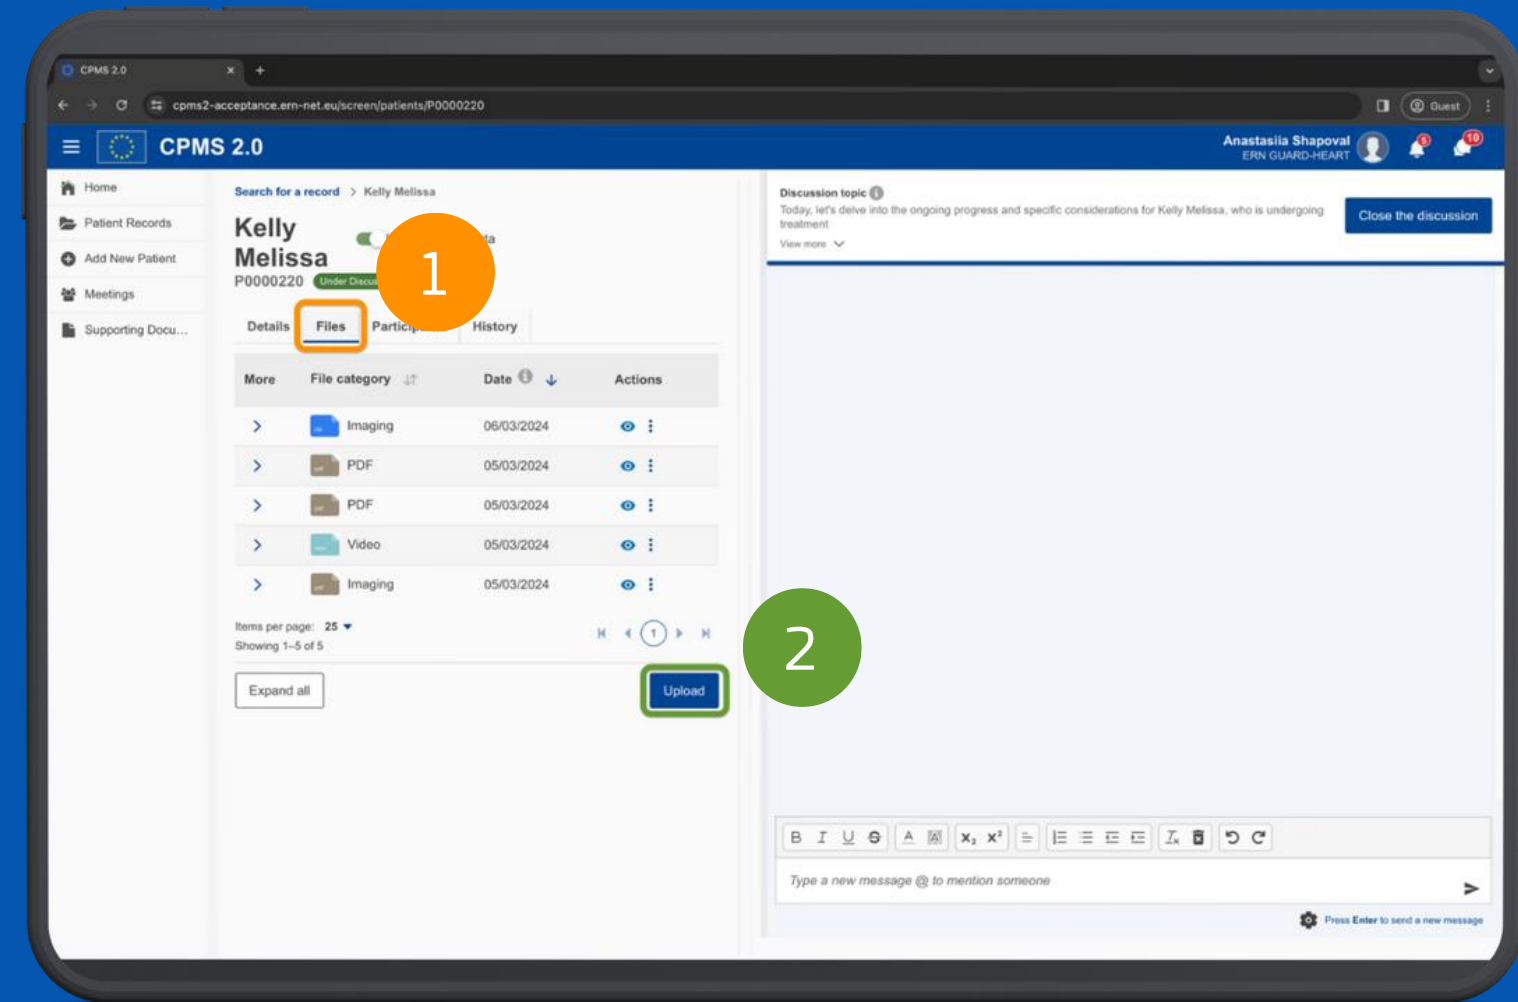 CPMS 2.0
cpms2-acceptance.ern-net.eu/screen/patients/P0000220
Guest
CPMS 2.0
Anastasiia Shapoval
ERN GUARD-HEART
5
10
Home
Patient Records
Add New Patient
Meetings
Supporting Docu...
Search for a record > Kelly Melissa
Kelly
Melissa
P0000220
Under
1
Details
Files
History
More
File category
Date
Actions
Imaging
06/03/2024
PDF
05/03/2024
PDF
05/03/2024
Video
05/03/2024
Imaging
05/03/2024
Items per page: 25
1
Showing 1–5 of 5
Expand all
Upload
2
Discussion topic
Today, let's delve into the ongoing progress and specific considerations for Kelly Melissa, who is undergoing
treatment
View more
Close the discussion
B I U S A A X₂ X²
Type a new message @ to mention someone
Press Enter to send a new message